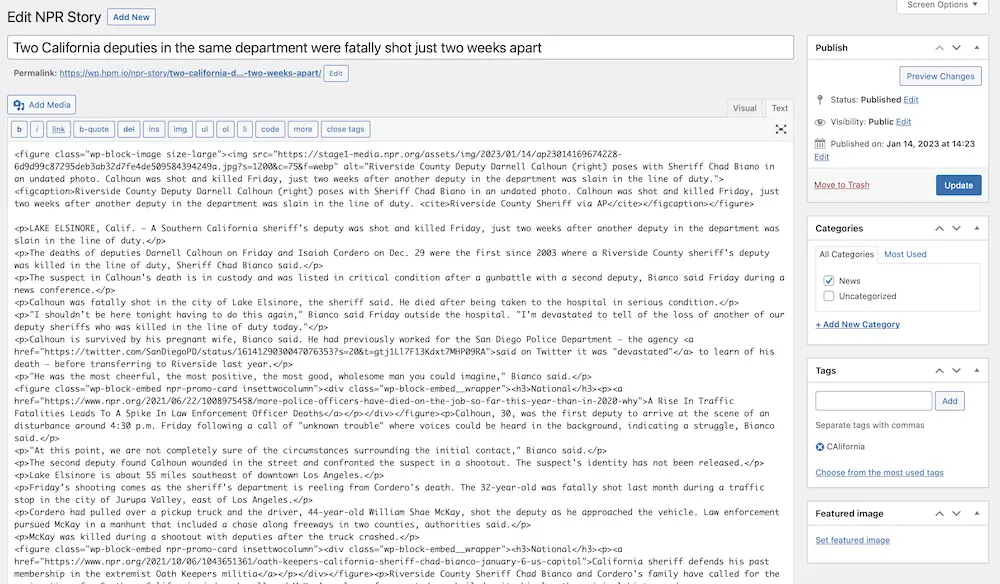 Edit NPR Story Add New
Screen Options ▼
Two California deputies in the same department were fatally shot just two weeks apart
Permalink: https://wp.hpm.io/npr-story/two-california-d...-two-weeks-apart/ Edit
Add Media
Visual Text
b i link b-quote del ins img ul ol li code more close tags
<figure class="wp-block-image size-large"><img src="https://stage1-media.npr.org/assets/img/2023/01/14/ap23014169674228-
6d9d99c87295deb3ab32d7fe4de509584394249a.jpg?s=1200&c=75&f=webp" alt="Riverside County Deputy Darnell Calhoun (right) poses with Sheriff Chad Biano in
an undated photo. Calhoun was shot and killed Friday, just two weeks after another deputy in the department was slain in the line of duty.">
<figcaption>Riverside County Deputy Darnell Calhoun (right) poses with Sheriff Chad Biano in an undated photo. Calhoun was shot and killed Friday, just
two weeks after another deputy in the department was slain in the line of duty. <cite>Riverside County Sheriff via AP</cite></figcaption></figure>
<p>LAKE ELSINORE, Calif. – A Southern California sheriff's deputy was shot and killed Friday, just two weeks after another deputy in the department was
slain in the line of duty.</p>
<p>The deaths of deputies Darnell Calhoun on Friday and Isaiah Cordero on Dec. 29 were the first since 2003 where a Riverside County sheriff's deputy
was killed in the line of duty, Sheriff Chad Bianco said.</p>
<p>The suspect in Calhoun's death is in custody and was listed in critical condition after a gunbattle with a second deputy, Bianco said Friday during a
news conference.</p>
<p>Calhoun was fatally shot in the city of Lake Elsinore, the sheriff said. He died after being taken to the hospital in serious condition.</p>
<p>"I shouldn't be here tonight having to do this again," Bianco said Friday outside the hospital. "I'm devastated to tell of the loss of another of our
deputy sheriffs who was killed in the line of duty today."</p>
<p>Calhoun is survived by his pregnant wife, Bianco said. He had previously worked for the San Diego Police Department – the agency <a
href="https://twitter.com/SanDiegoPD/status/1614129030047076353?s=20&t=gtj1Ll7F13Kdxt7MHP09RA">said on Twitter it was "devastated"</a> to learn of his
death – before transferring to Riverside last year.</p>
<p>"He was the most cheerful, the most positive, the most good, wholesome man you could imagine," Bianco said.</p>
<figure class="wp-block-embed npr-promo-card insettwocolumn"><div class="wp-block-embed__wrapper"><h3>National</h3><p><a
href="https://www.npr.org/2021/06/22/1008975458/more-police-officers-have-died-on-the-job-so-far-this-year-than-in-2020-why">A Rise In Traffic
Fatalities Leads To A Spike In Law Enforcement Officer Deaths</a></p></div></figure><p>Calhoun, 30, was the first deputy to arrive at the scene of an
disturbance around 4:30 p.m. Friday following a call of "unknown trouble" where voices could be heard in the background, indicating a struggle, Bianco
said.</p>
<p>"At this point, we are not completely sure of the circumstances surrounding the initial contact," Bianco said.</p>
<p>The second deputy found Calhoun wounded in the street and confronted the suspect in a shootout. The suspect's identity has not been released.</p>
<p>Lake Elsinore is about 55 miles southeast of downtown Los Angeles.</p>
<p>Friday's shooting comes as the sheriff's department is reeling from Cordero's death. The 32-year-old was fatally shot last month during a traffic
stop in the city of Jurupa Valley, east of Los Angeles.</p>
<p>Cordero had pulled over a pickup truck and the driver, 44-year-old William Shae McKay, shot the deputy as he approached the vehicle. Law enforcement
pursued McKay in a manhunt that included a chase along freeways in two counties, authorities said.</p>
<p>McKay was killed during a shootout with deputies after the truck crashed.</p>
<figure class="wp-block-embed npr-promo-card insettwocolumn"><div class="wp-block-embed__wrapper"><h3>National</h3><p><a
href="https://www.npr.org/2021/10/06/1043651361/oath-keepers-california-sheriff-chad-bianco-january-6-us-capitol">California sheriff defends his past
membership in the extremist Oath Keepers militia</a></p></div></figure><p>Riverside County Sheriff Chad Bianco and Cordero's family have called for the
Publish
Preview Changes
Status: Published Edit
Visibility: Public Edit
Published on: Jan 14, 2023 at 14:23
Edit
Move to Trash Update
Categories
All Categories Most Used
News
Uncategorized
+ Add New Category
Tags
Add
Separate tags with commas
CAlifornia
Choose from the most used tags
Featured image
Set featured image